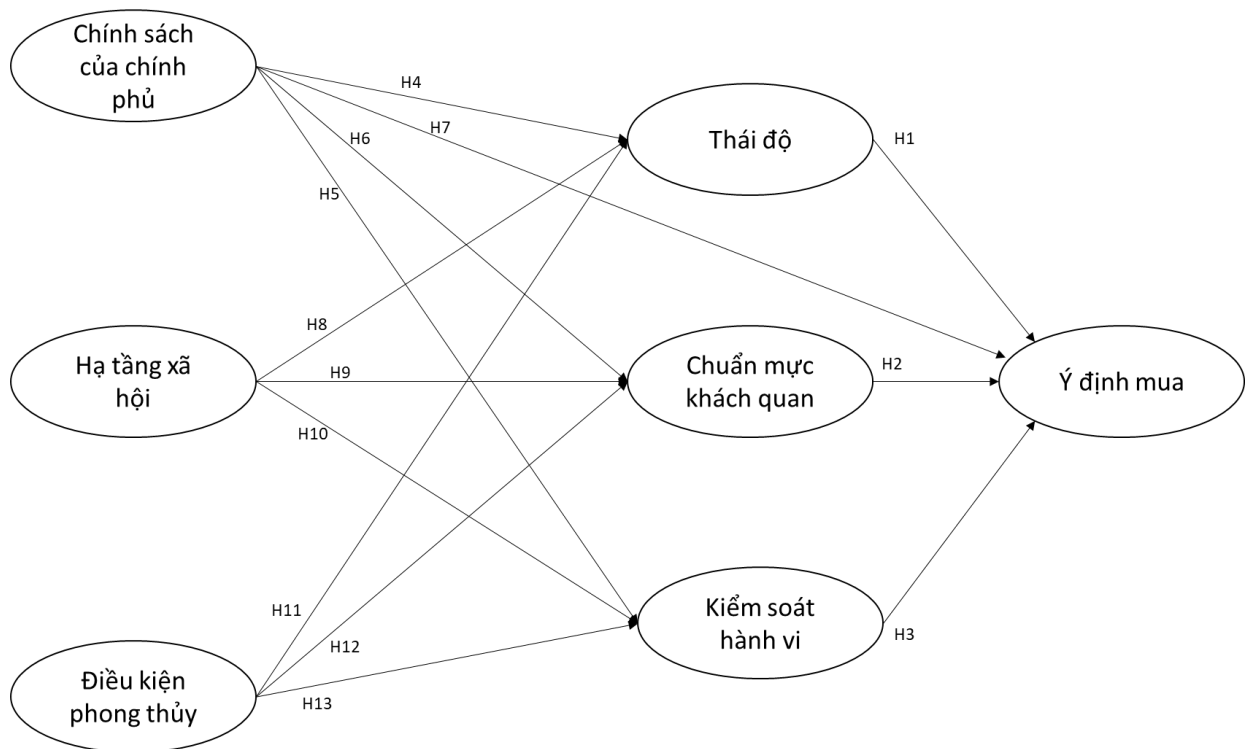 Chính sách
của chính
phủ
H4
H7
H6
H5
Thái độ
H1
Hạ tầng xã
hội
H8
H9
H10
Chuẩn mực
khách quan
H2
Ý định mua
Điều kiện
phong thủy
H11
H12
H13
Kiểm soát
hành vi
H3